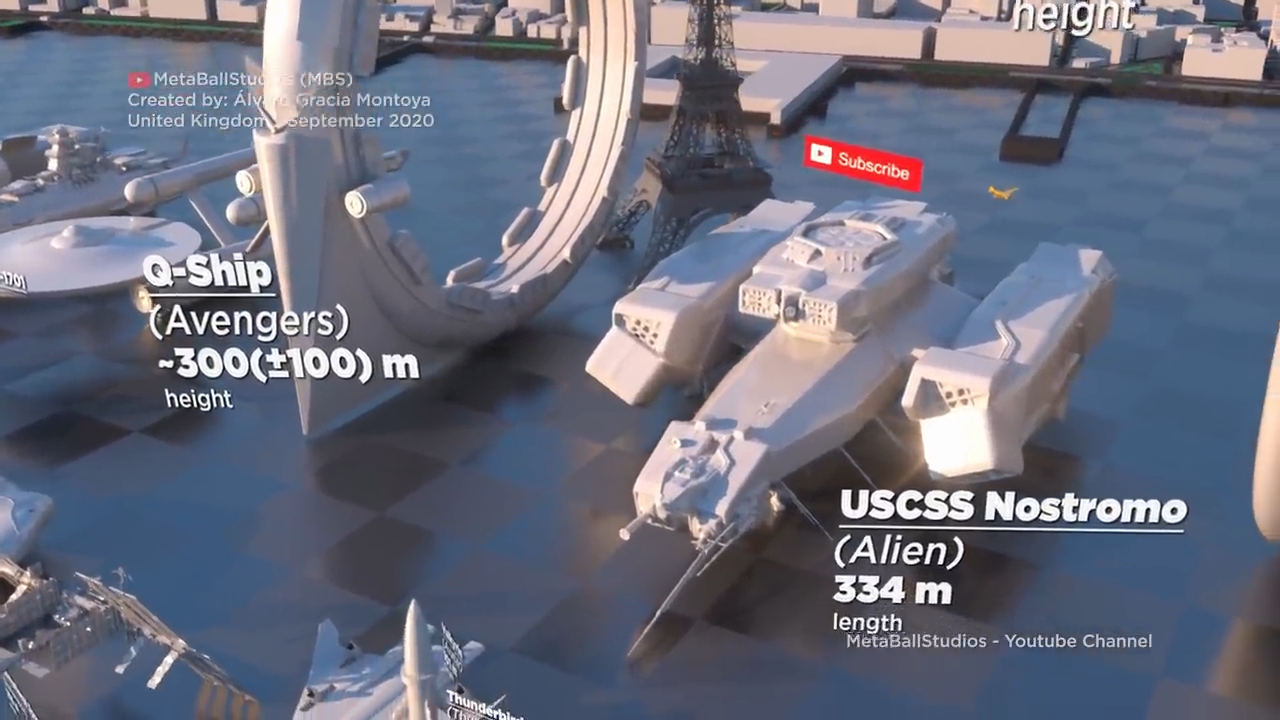 height
MetaBallStudios (MBS)
Created by: Álvaro Gracia Montoya
United Kingdom - September 2020
Subscribe
-1701
Q-Ship
(Avengers)
~300(±100) m
height
USCSS Nostromo
(Alien)
334 m
length
MetaBallStudios - Youtube Channel